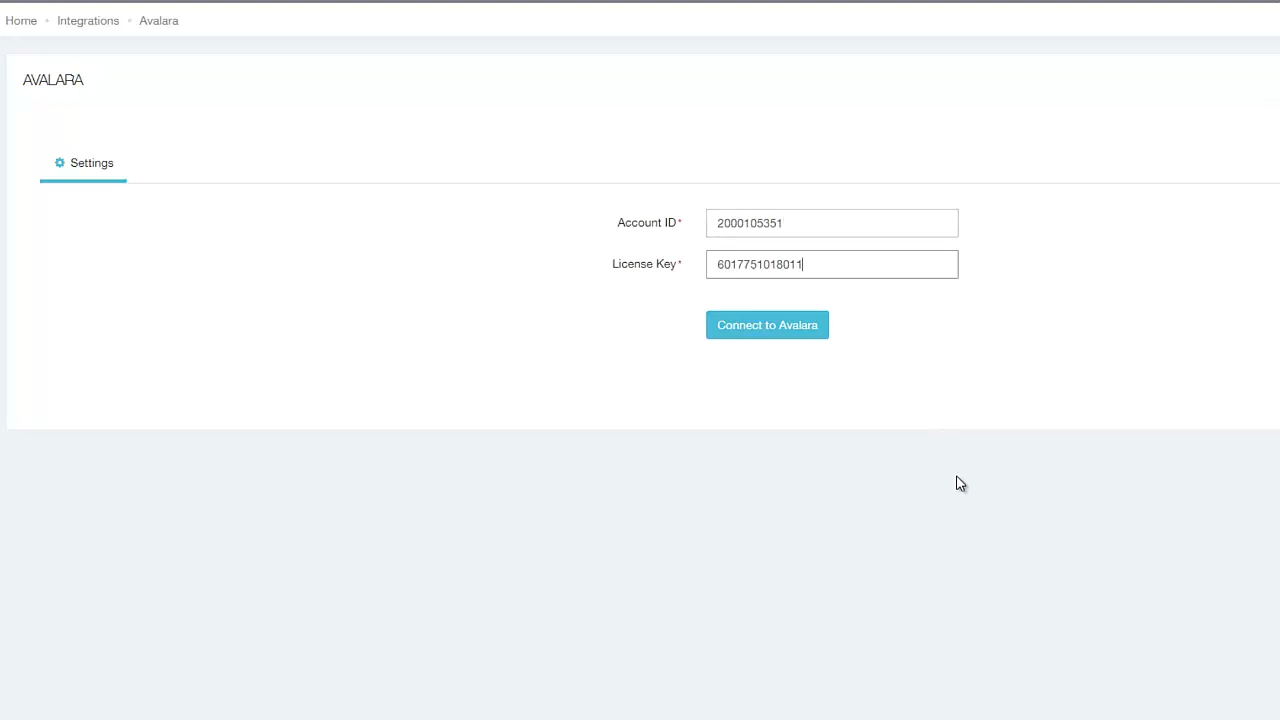 Home • Integrations • Avalara
AVALARA
Settings
Account ID* 2000105351
License Key* 6017751018011
Connect to Avalara